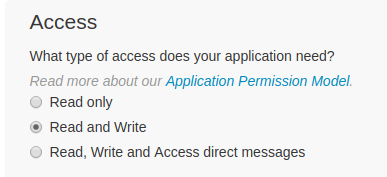 Access
What type of access does your application need?
Read more about our Application Permission Model.
Read only
Read and Write
Read, Write and Access direct messages